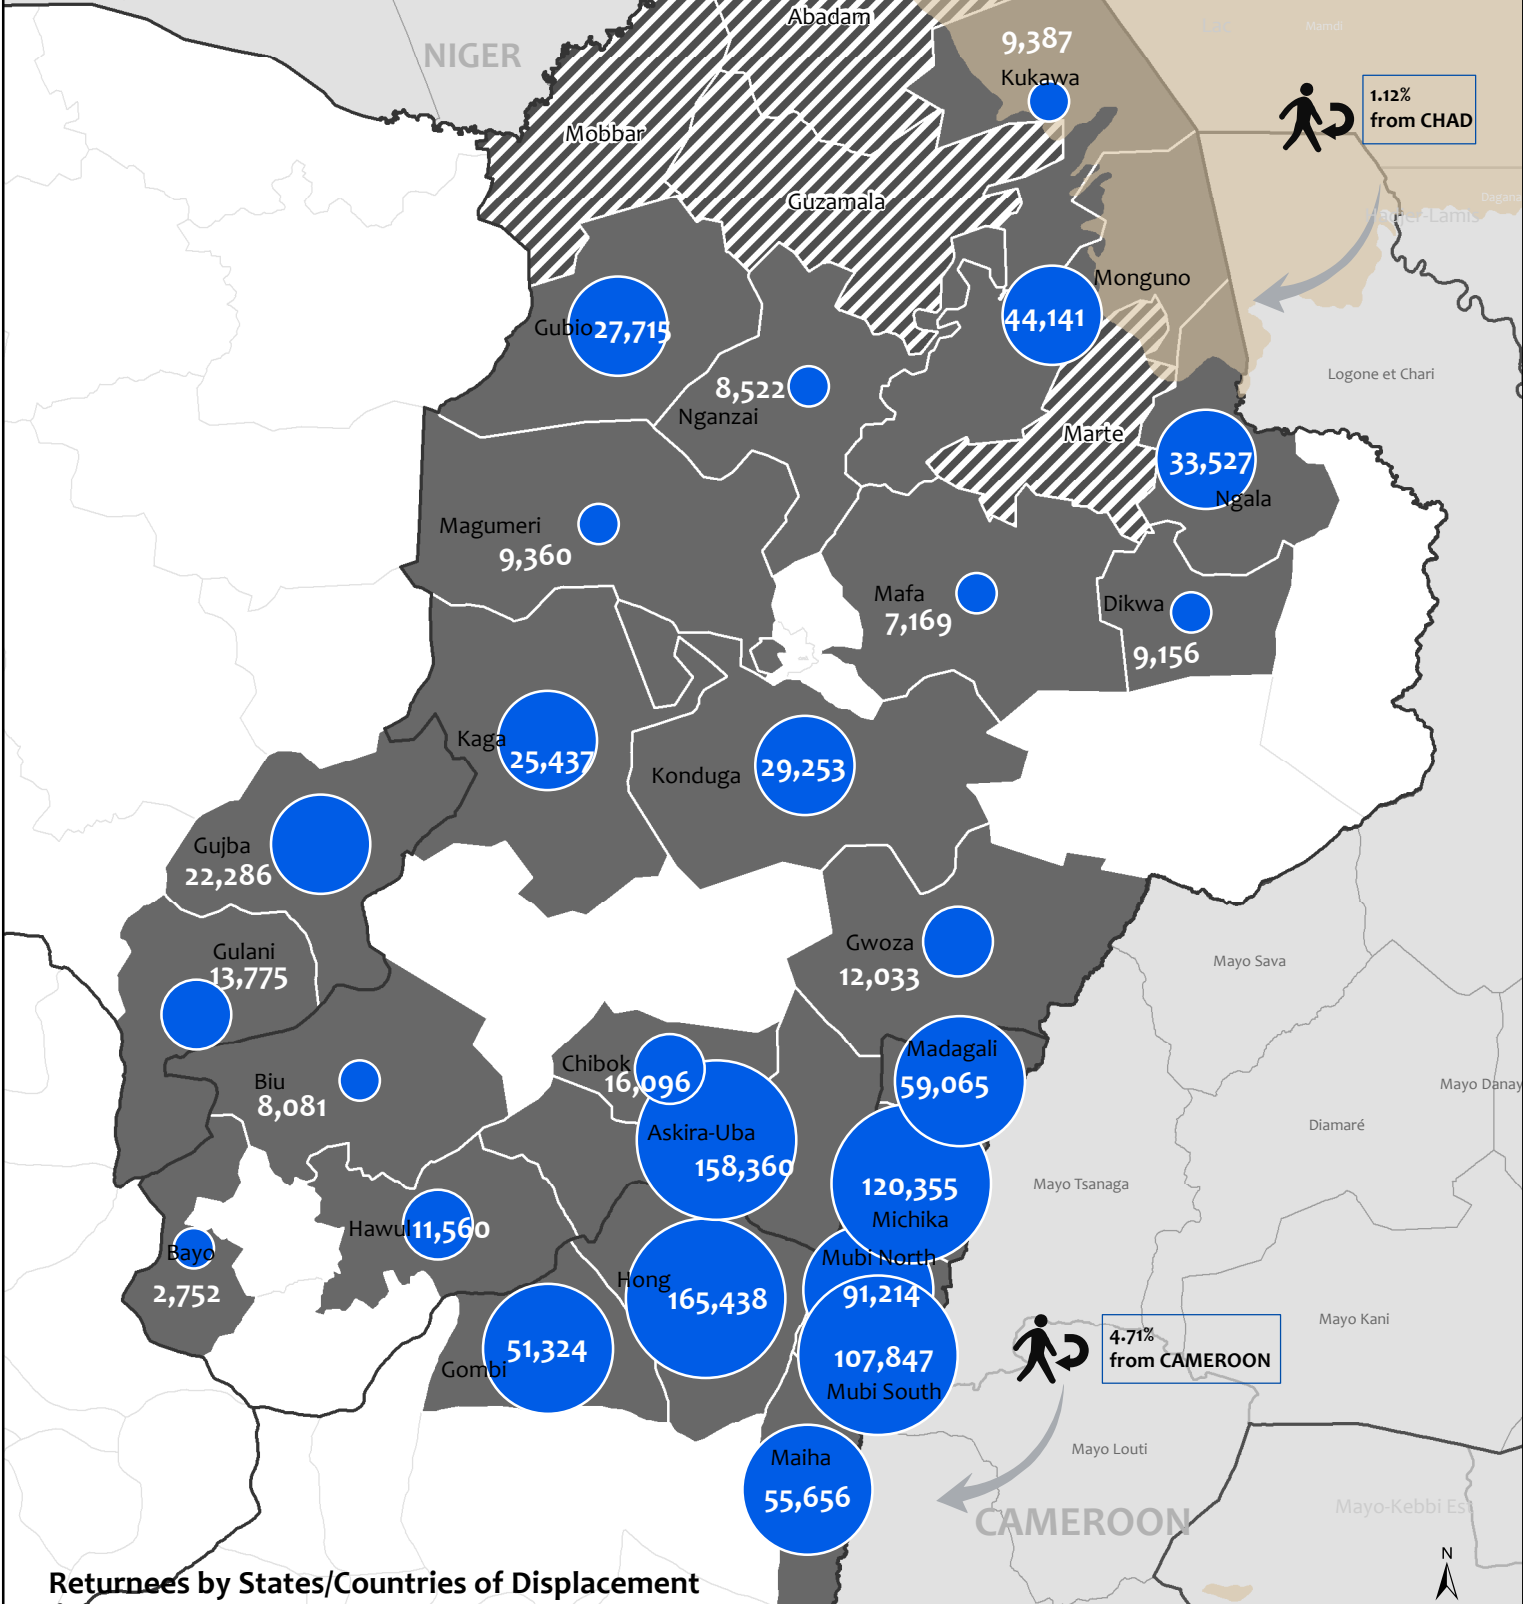 Abadam
NIGER
9,387
Kukawa
Mamdi
1.12%
from CHAD
Mobbar
Guzamala
Dagana
Hadjer-Lamis
Monguno
44,141
Gubio
27,715
Logone et Chari
8,522
Nganzai
Marte
33,527
Ngala
Magumeri
9,360
Mafa
7,169
Dikwa
9,156
Kaga
25,437
Konduga
29,253
Gujba
22,286
Gulani
13,775
Gwoza
12,033
Mayo Sava
Madagali
59,065
Chibok
16,096
Biu
8,081
Mayo Danay
Diamaré
Askira-Uba
158,360
Mayo Tsanaga
120,355
Michika
Hawul
11,560
Bayo
2,752
Mubi North
91,214
Hong
165,438
Mayo Kani
4.71%
from CAMEROON
51,324
Gombi
107,847
Mubi South
Mayo Louti
Maiha
55,656
CAMEROON
Mayo-Kebbi Est
N
Returnees by States/Countries of Displacement